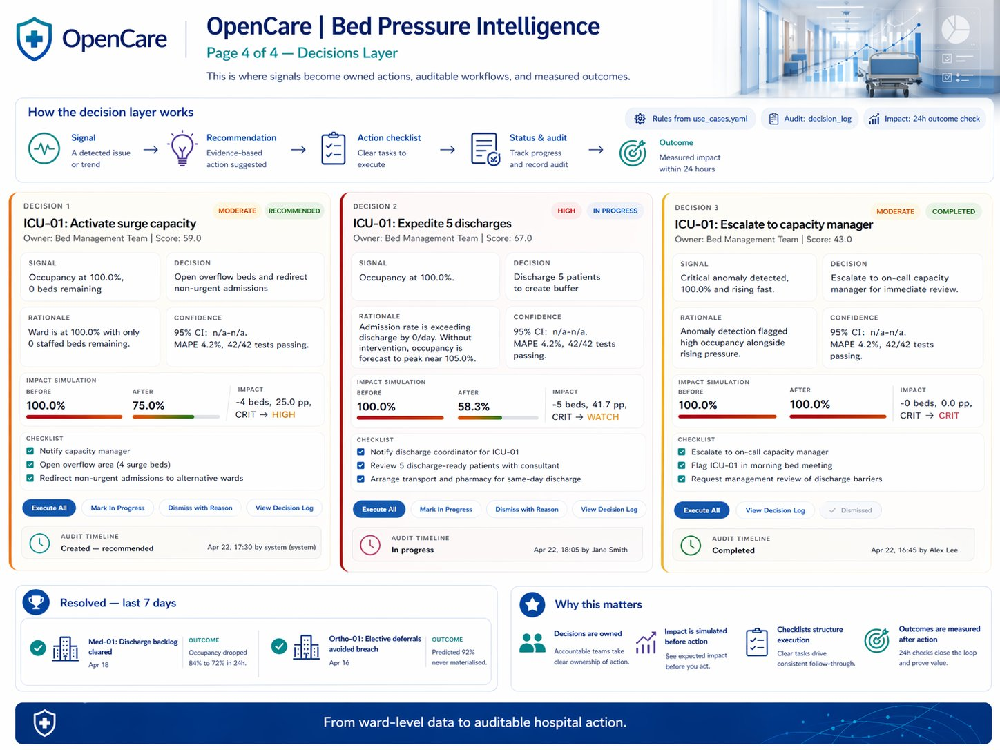 OpenCare
OpenCare | Bed Pressure Intelligence
Page 4 of 4 — Decisions Layer
This is where signals become owned actions, auditable workflows, and measured outcomes.
How the decision layer works
Rules from use_cases,yaml
Audit: decision_log
Impact: 24h outcome check
Signal
A detected issue
or trend
Recommendation
Evidence-based
action suggested
Action checklist
Clear tasks to
execute
Status & audit
Track progress
and record audit
Outcome
Measured impact
within 24 hours
DECISION 1
MODERATE
RECOMMENDED
ICU-01: Activate surge capacity
Owner: Bed Management Team | Score: 59.0
SIGNAL
Occupancy at 100.0%,
0 beds remaining
DECISION
Open overflow beds and redirect
non-urgent admissions
RATIONALE
Ward is at 100.0% with only
0 staffed beds remaining.
CONFIDENCE
95% CI: n/a-n/a.
MAPE 4.2%, 42/42 tests passing.
IMPACT SIMULATION
BEFORE
100.0%
AFTER
75.0%
IMPACT
-4 beds, 25.0 pp,
CRIT → HIGH
CHECKLIST
Notify capacity manager
Open overflow area (4 surge beds)
Redirect non-urgent admissions to alternative wards
Execute All
Mark In Progress
Dismiss with Reason
View Decision Log
AUDIT TIMELINE
Created — recommended
Apr 22, 17:30 by system (system)
DECISION 2
HIGH
IN PROGRESS
ICU-01: Expedite 5 discharges
Owner: Bed Management Team | Score: 67.0
SIGNAL
Occupancy at 100.0%.
DECISION
Discharge 5 patients
to create buffer
RATIONALE
Admission rate is exceeding
discharge by 0/day. Without
intervention, occupancy is
forecast to peak near 105.0%.
CONFIDENCE
95% CI: n/a-n/a.
MAPE 4.2%, 42/42 tests
passing.
IMPACT SIMULATION
BEFORE
100.0%
AFTER
58.3%
IMPACT
-5 beds, 41.7 pp,
CRIT → WATCH
CHECKLIST
Notify discharge coordinator for ICU-01
Review 5 discharge-ready patients with consultant
Arrange transport and pharmacy for same-day discharge
Execute All
Mark In Progress
Dismiss with Reason
View Decision Log
AUDIT TIMELINE
In progress
Apr 22, 18:05 by Jane Smith
DECISION 3
MODERATE
COMPLETED
ICU-01: Escalate to capacity manager
Owner: Bed Management Team | Score: 43.0
SIGNAL
Critical anomaly detected,
100.0% and rising fast.
DECISION
Escalate to on-call capacity
manager for immediate review.
RATIONALE
Anomaly detection flagged
high occupancy alongside
rising pressure.
CONFIDENCE
95% CI: n/a-n/a.
MAPE 4.2%, 42/42 tests
passing.
IMPACT SIMULATION
BEFORE
100.0%
AFTER
100.0%
IMPACT
-0 beds, 0.0 pp,
CRIT → CRIT
CHECKLIST
Escalate to on-call capacity manager
Flag ICU-01 in morning bed meeting
Request management review of discharge barriers
Execute All
View Decision Log
Dismissed
AUDIT TIMELINE
Completed
Apr 22, 16:45 by Alex Lee
Resolved — last 7 days
Med-01: Discharge backlog
cleared
Apr 18
OUTCOME
Occupancy dropped
84% to 72% in 24h.
Ortho-01: Elective deferrals
avoided breach
Apr 16
OUTCOME
Predicted 92%
never materialised.
Why this matters
Decisions are owned
Accountable teams take
clear ownership of action.
Impact is simulated
before action
See expected impact
before you act.
Checklists structure
execution
Clear tasks drive
consistent follow-through.
Outcomes are measured
after action
24h checks close the loop
and prove value.
From ward-level data to auditable hospital action.